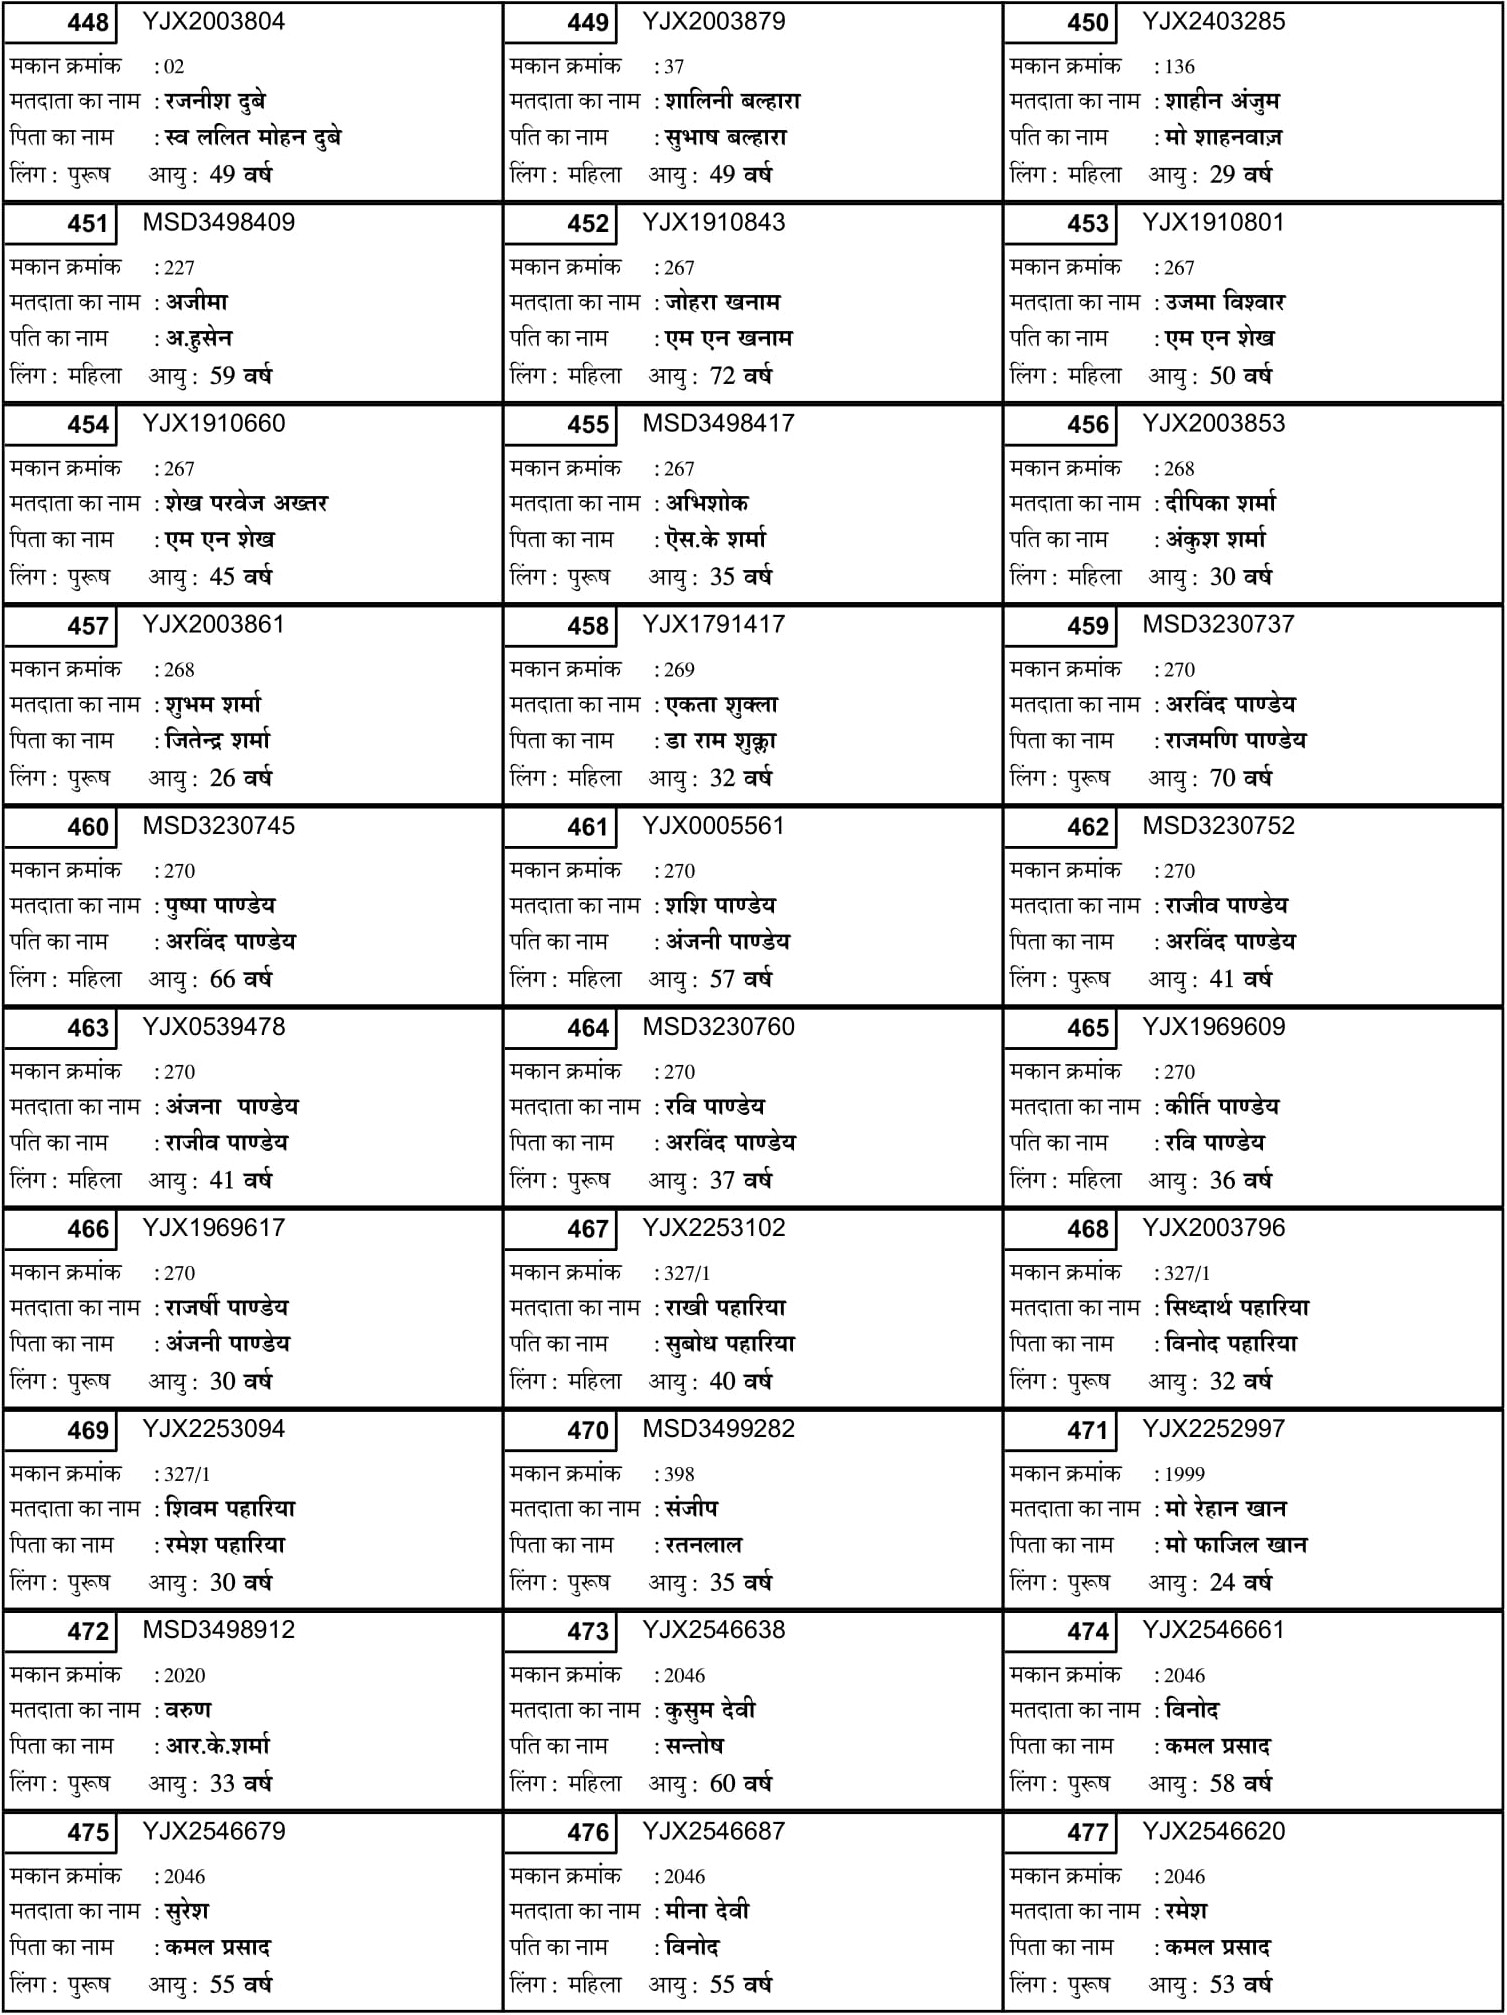 448 YJX2003804
मकान क्रमांक : 02
मतदाता का नाम : रजनीश दुबे
पिता का नाम : स्व ललित मोहन दुबे
लिंग : पुरूष आयु : 49 वर्ष
449 YJX2003879
मकान क्रमांक : 37
मतदाता का नाम : शालिनी बल्हारा
पति का नाम : सुभाष बल्हारा
लिंग : महिला आयु : 49 वर्ष
450 YJX2403285
मकान क्रमांक : 136
मतदाता का नाम : शाहीन अंजुम
पति का नाम : मो शाहनवाज़
लिंग : महिला आयु : 29 वर्ष
451 MSD3498409
मकान क्रमांक : 227
मतदाता का नाम : अजीमा
पति का नाम : अ.हुसेन
लिंग : महिला आयु : 59 वर्ष
452 YJX1910843
मकान क्रमांक : 267
मतदाता का नाम : जोहरा खनाम
पति का नाम : एम एन खनाम
लिंग : महिला आयु : 72 वर्ष
453 YJX1910801
मकान क्रमांक : 267
मतदाता का नाम : उजमा विश्वार
पति का नाम : एम एन शेख
लिंग : महिला आयु : 50 वर्ष
454 YJX1910660
मकान क्रमांक : 267
मतदाता का नाम : शेख परवेज अख्तर
पिता का नाम : एम एन शेख
लिंग : पुरूष आयु : 45 वर्ष
455 MSD3498417
मकान क्रमांक : 267
मतदाता का नाम : अभिशोक
पिता का नाम : ऎस.के शर्मा
लिंग : पुरूष आयु : 35 वर्ष
456 YJX2003853
मकान क्रमांक : 268
मतदाता का नाम : दीपिका शर्मा
पति का नाम : अंकुश शर्मा
लिंग : महिला आयु : 30 वर्ष
457 YJX2003861
मकान क्रमांक : 268
मतदाता का नाम : शुभम शर्मा
पिता का नाम : जितेन्द्र शर्मा
लिंग : पुरूष आयु : 26 वर्ष
458 YJX1791417
मकान क्रमांक : 269
मतदाता का नाम : एकता शुक्ला
पिता का नाम : डा राम शुक्ला
लिंग : महिला आयु : 32 वर्ष
459 MSD3230737
मकान क्रमांक : 270
मतदाता का नाम : अरविंद पाण्डेय
पिता का नाम : राजमणि पाण्डेय
लिंग : पुरूष आयु : 70 वर्ष
460 MSD3230745
मकान क्रमांक : 270
मतदाता का नाम : पुष्पा पाण्डेय
पति का नाम : अरविंद पाण्डेय
लिंग : महिला आयु : 66 वर्ष
461 YJX0005561
मकान क्रमांक : 270
मतदाता का नाम : शशि पाण्डेय
पति का नाम : अंजनी पाण्डेय
लिंग : महिला आयु : 57 वर्ष
462 MSD3230752
मकान क्रमांक : 270
मतदाता का नाम : राजीव पाण्डेय
पिता का नाम : अरविंद पाण्डेय
लिंग : पुरूष आयु : 41 वर्ष
463 YJX0539478
मकान क्रमांक : 270
मतदाता का नाम : अंजना पाण्डेय
पति का नाम : राजीव पाण्डेय
लिंग : महिला आयु : 41 वर्ष
464 MSD3230760
मकान क्रमांक : 270
मतदाता का नाम : रवि पाण्डेय
पिता का नाम : अरविंद पाण्डेय
लिंग : पुरूष आयु : 37 वर्ष
465 YJX1969609
मकान क्रमांक : 270
मतदाता का नाम : कीर्ति पाण्डेय
पति का नाम : रवि पाण्डेय
लिंग : महिला आयु : 36 वर्ष
466 YJX1969617
मकान क्रमांक : 270
मतदाता का नाम : राजर्षी पाण्डेय
पिता का नाम : अंजनी पाण्डेय
लिंग : पुरूष आयु : 30 वर्ष
467 YJX2253102
मकान क्रमांक : 327/1
मतदाता का नाम : राखी पहारिया
पति का नाम : सुबोध पहारिया
लिंग : महिला आयु : 40 वर्ष
468 YJX2003796
मकान क्रमांक : 327/1
मतदाता का नाम : सिध्दार्थ पहारिया
पिता का नाम : विनोद पहारिया
लिंग : पुरूष आयु : 32 वर्ष
469 YJX2253094
मकान क्रमांक : 327/1
मतदाता का नाम : शिवम पहारिया
पिता का नाम : रमेश पहारिया
लिंग : पुरूष आयु : 30 वर्ष
470 MSD3499282
मकान क्रमांक : 398
मतदाता का नाम : संजीप
पिता का नाम : रतनलाल
लिंग : पुरूष आयु : 35 वर्ष
471 YJX2252997
मकान क्रमांक : 1999
मतदाता का नाम : मो रेहान खान
पिता का नाम : मो फाजिल खान
लिंग : पुरूष आयु : 24 वर्ष
472 MSD3498912
मकान क्रमांक : 2020
मतदाता का नाम : वरुण
पिता का नाम : आर.के.शर्मा
लिंग : पुरूष आयु : 33 वर्ष
473 YJX2546638
मकान क्रमांक : 2046
मतदाता का नाम : कुसुम देवी
पति का नाम : सन्तोष
लिंग : महिला आयु : 60 वर्ष
474 YJX2546661
मकान क्रमांक : 2046
मतदाता का नाम : विनोद
पिता का नाम : कमल प्रसाद
लिंग : पुरूष आयु : 58 वर्ष
475 YJX2546679
मकान क्रमांक : 2046
मतदाता का नाम : सुरेश
पिता का नाम : कमल प्रसाद
लिंग : पुरूष आयु : 55 वर्ष
476 YJX2546687
मकान क्रमांक : 2046
मतदाता का नाम : मीना देवी
पति का नाम : विनोद
लिंग : महिला आयु : 55 वर्ष
477 YJX2546620
मकान क्रमांक : 2046
मतदाता का नाम : रमेश
पिता का नाम : कमल प्रसाद
लिंग : पुरूष आयु : 53 वर्ष